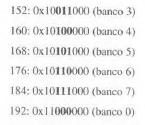 152: 0x10011000 (banco 3)
160: 0x10100000 (banco 4)
168: 0x10101000 (banco 5)
176: 0x10110000 (banco 6)
184: 0x10111000 (banco 7)
192: 0x11000000 (banco 0)